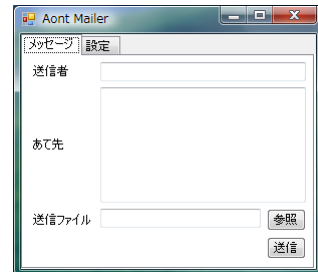 Aont Mailer
メッセージ 設定
送信者
あて先
送信ファイル 参照
送信